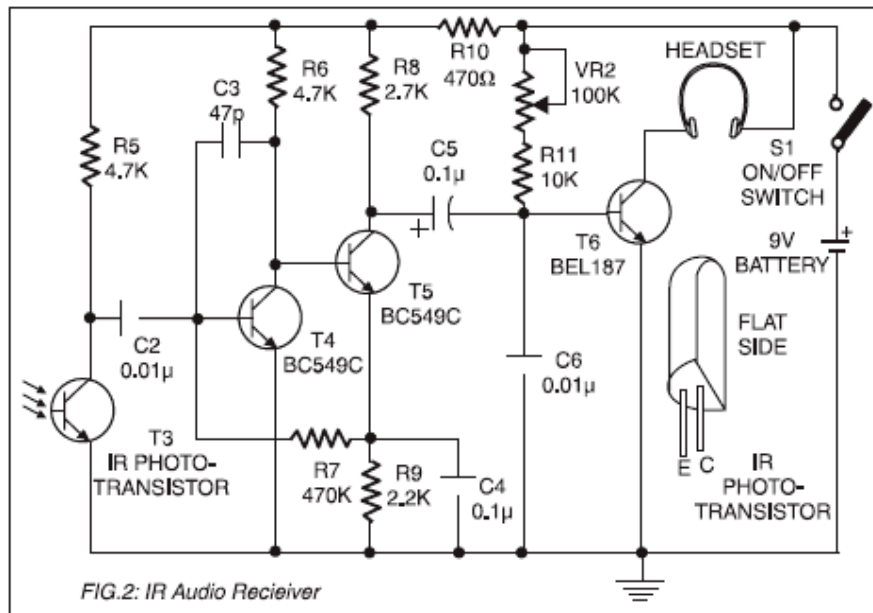 R10
470Ω
HEADSET
R6
4.7K
R8
2.7K
VR2
100K
C3
47p
R5
4.7K
C5
0.1µ
+
R11
10K
S1
ON/OFF
SWITCH
T6
BEL187
9V
BATTERY
+
T5
BC549C
T4
BC549C
C2
0.01µ
C6
0.01µ
FLAT
SIDE
T3
IR PHOTO-
TRANSISTOR
R7
470K
R9
2.2K
C4
0.1µ
E C
IR
PHOTO-
TRANSISTOR
FIG.2: IR Audio Recieiver